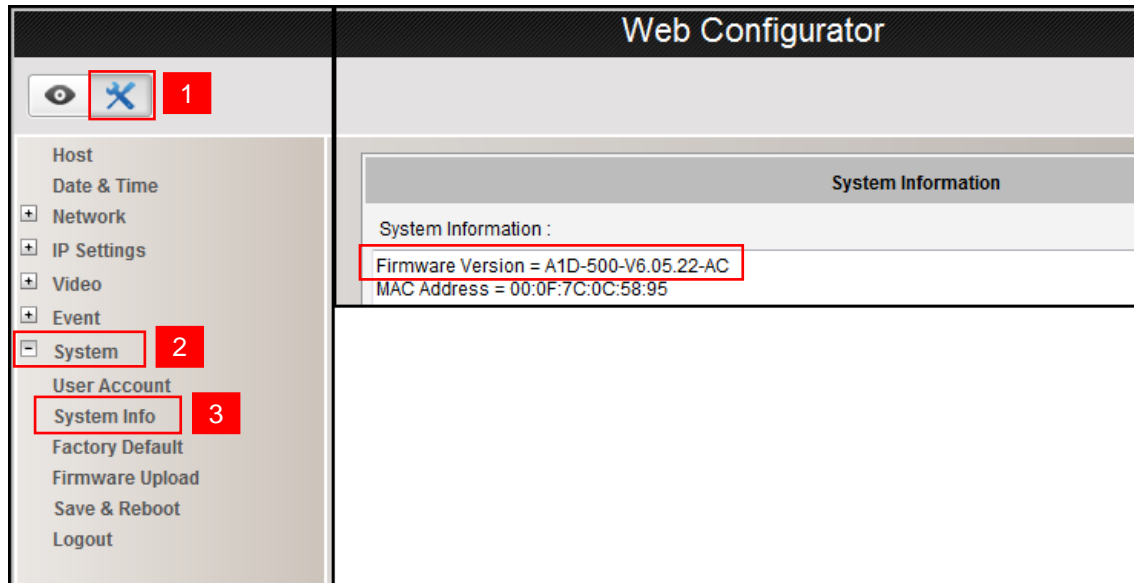 Web Configurator
1
Host
Date & Time
Network
IP Settings
Video
Event
System
2
User Account
System Info
3
Factory Default
Firmware Upload
Save & Reboot
Logout
System Information
System Information :
Firmware Version = A1D-500-V6.05.22-AC
MAC Address = 00:0F:7C:0C:58:95